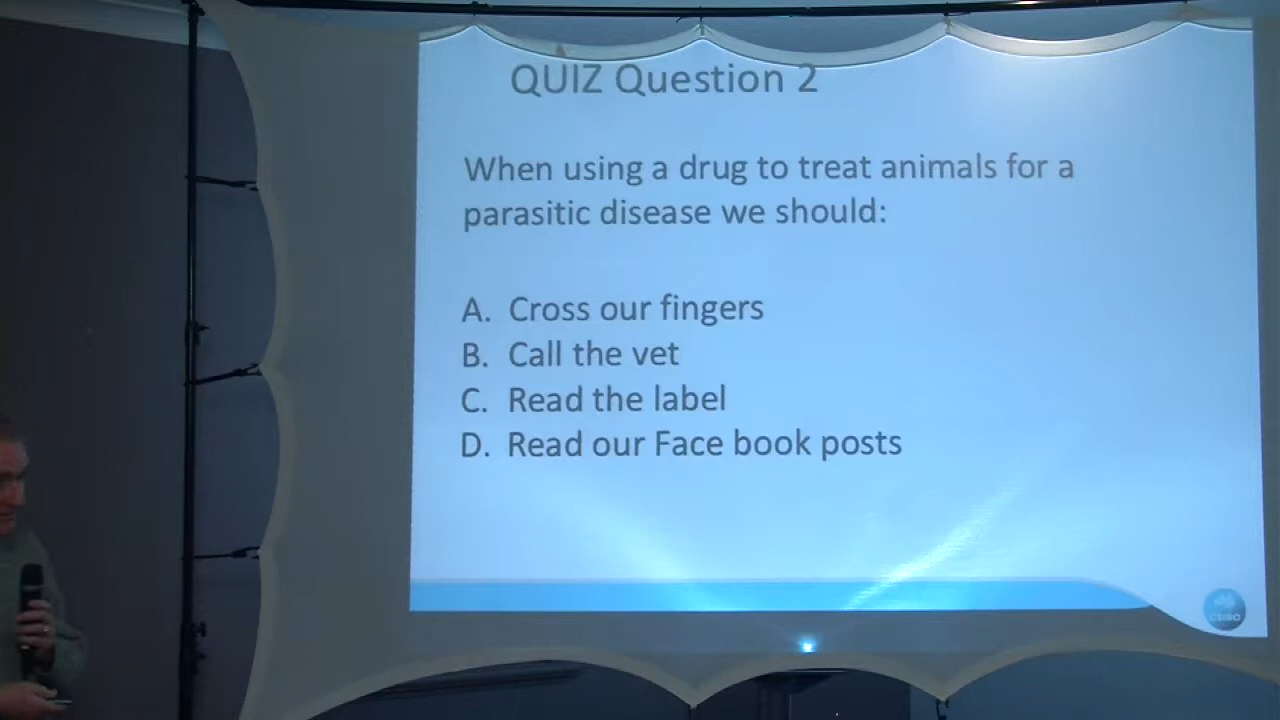 QUIZ Question 2
When using a drug to treat animals for a
parasitic disease we should:
A. Cross our fingers
B. Call the vet
C. Read the label
D. Read our Face book posts
CSIRO